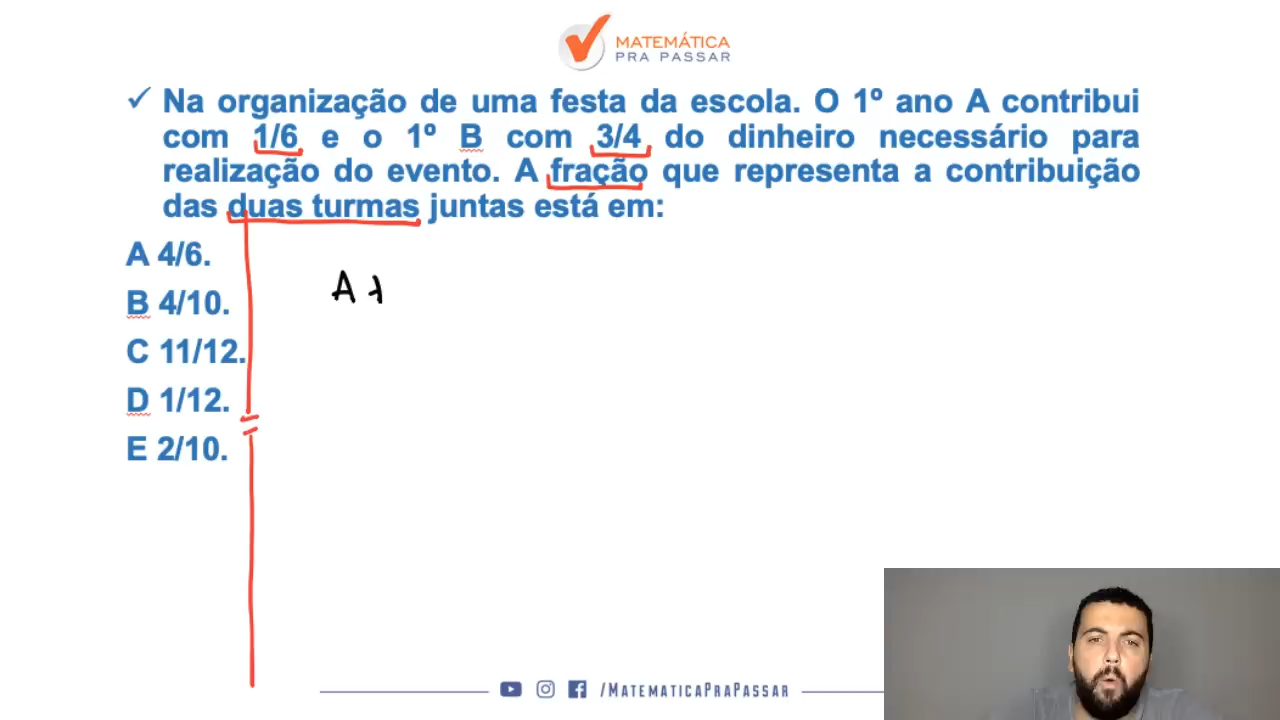 MATEMÁTICA
PRA PASSAR
✓ Na organização de uma festa da escola. O 1º ano A contribui
com 1/6 e o 1º B com 3/4 do dinheiro necessário para
realização do evento. A fração que representa a contribuição
das duas turmas juntas está em:
A 4/6.
B 4/10.
C 11/12.
D 1/12.
E 2/10.
A
/MATEMATICAPRAPASSAR